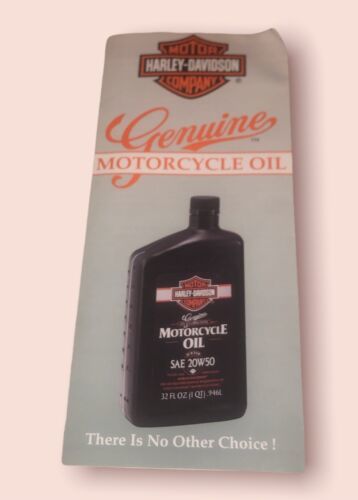 MOTOR
HARLEY-DAVIDSON
COMPANY®
Genuine™
MOTORCYCLE OIL
MOTOR
HARLEY-DAVIDSON
COMPANY
Genuine
MOTORCYCLE
OIL
SAE 20W50
32 FL OZ (1 QT) .946L
There Is No Other Choice !